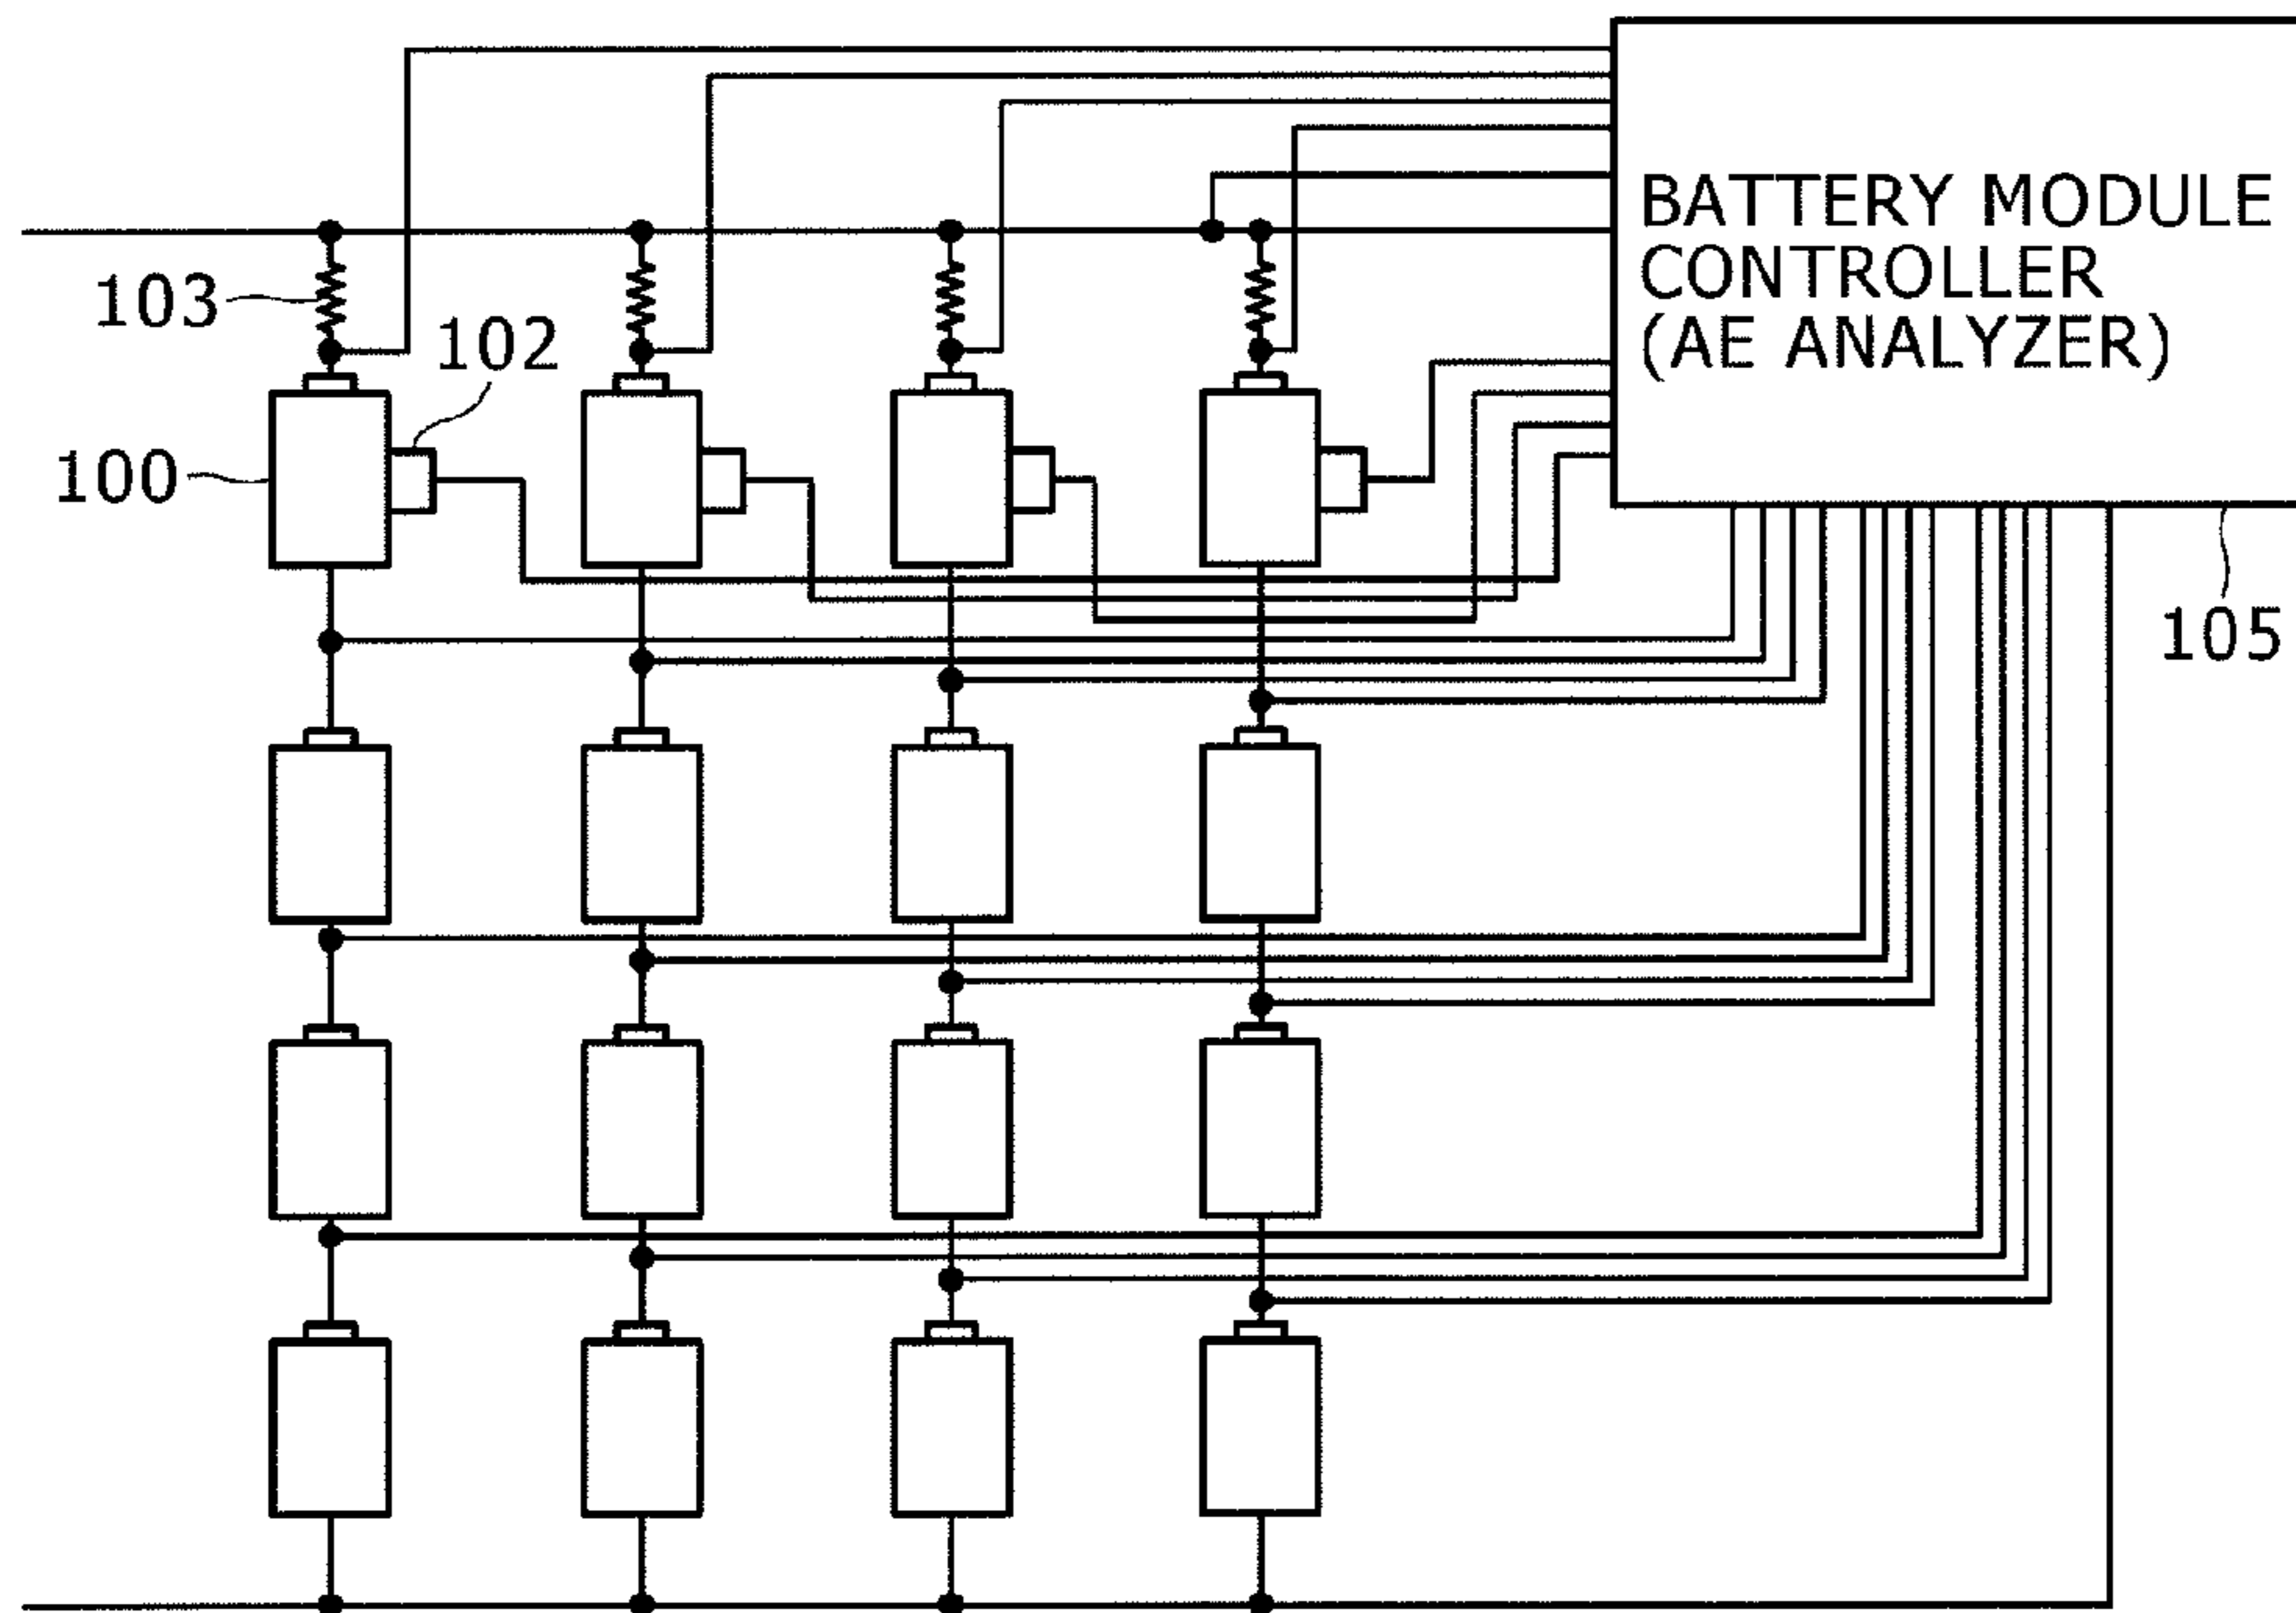 BATTERY MODULE
CONTROLLER
(AE ANALYZER)
103
102
100
105